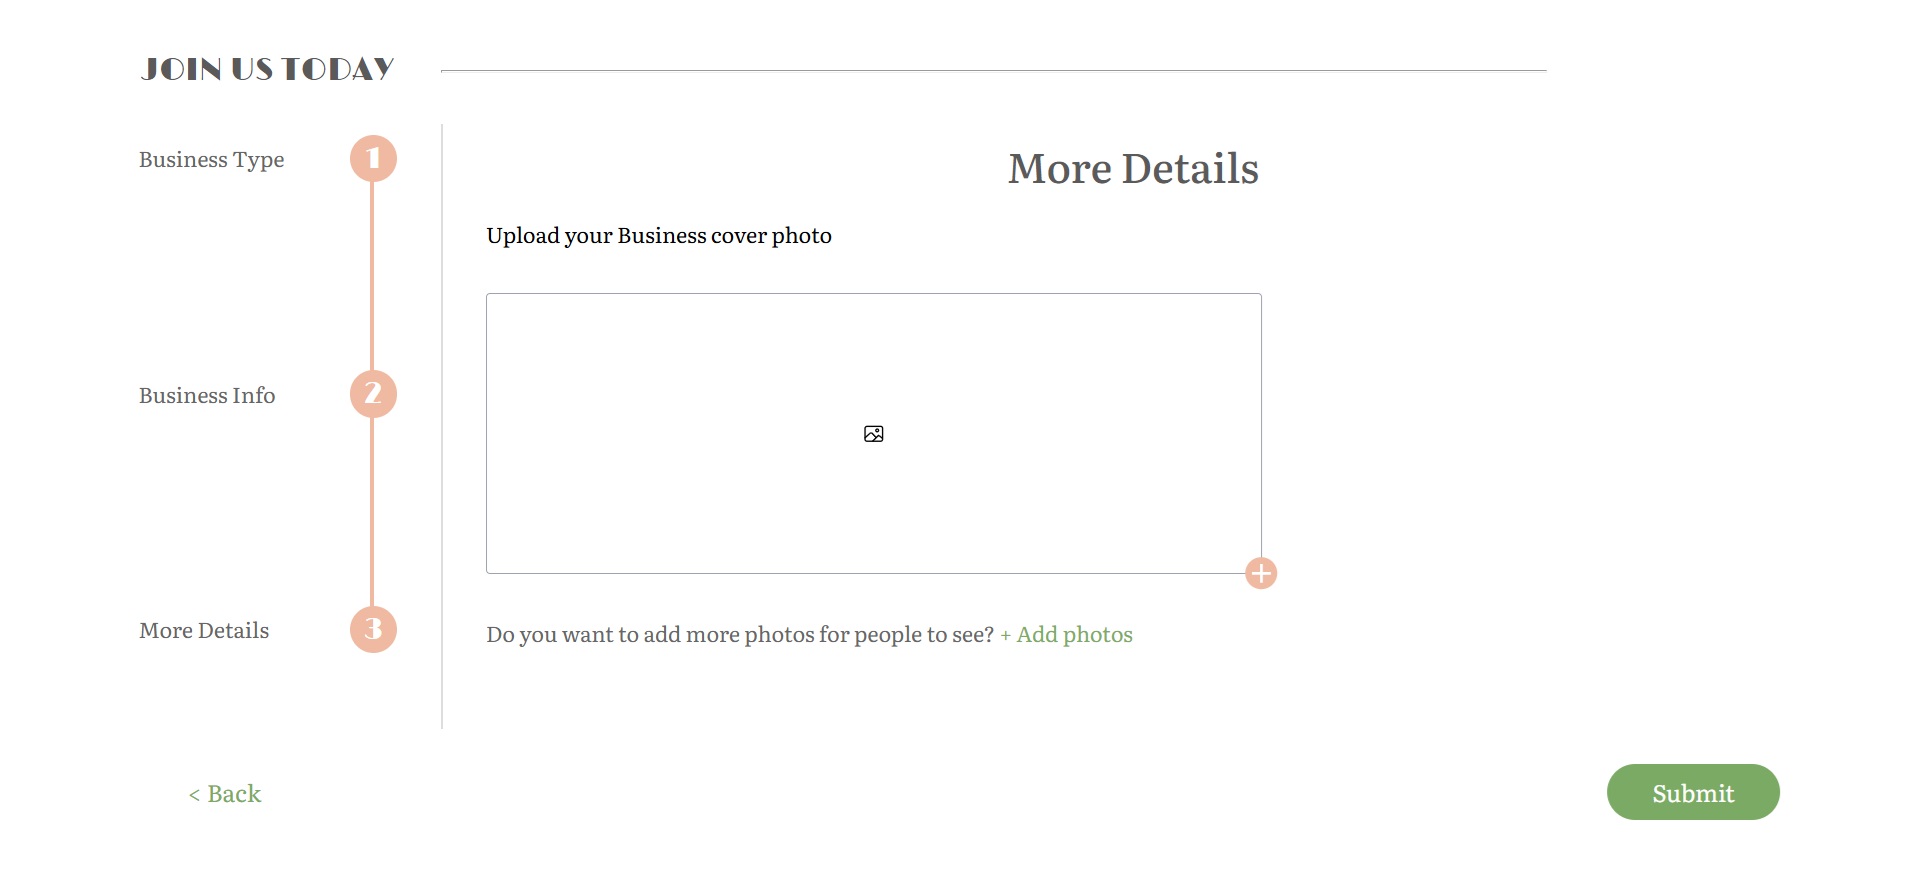 JOIN US TODAY
Business Type
1
More Details
Upload your Business cover photo
Business Info
2
More Details
3
Do you want to add more photos for people to see? + Add photos
< Back
Submit